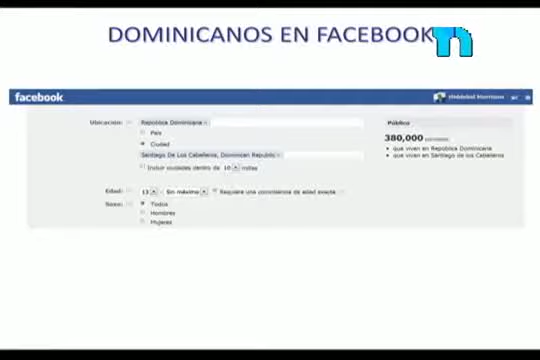 DOMINICANOS EN FACEBOOK
n
facebook
Ubicación:
República Dominicana
País
Ciudad
Santiago De Los Caballeros, Dominican Republic
Incluir ciudades dentro de 10 millas
Edad: 13 - Sin máximo Requiere una coincidencia de edad exacta
Sexo: Todos
Hombres
Mujeres
Público
380,000
que viven en República Dominicana
que viven en Santiago de los Caballeros